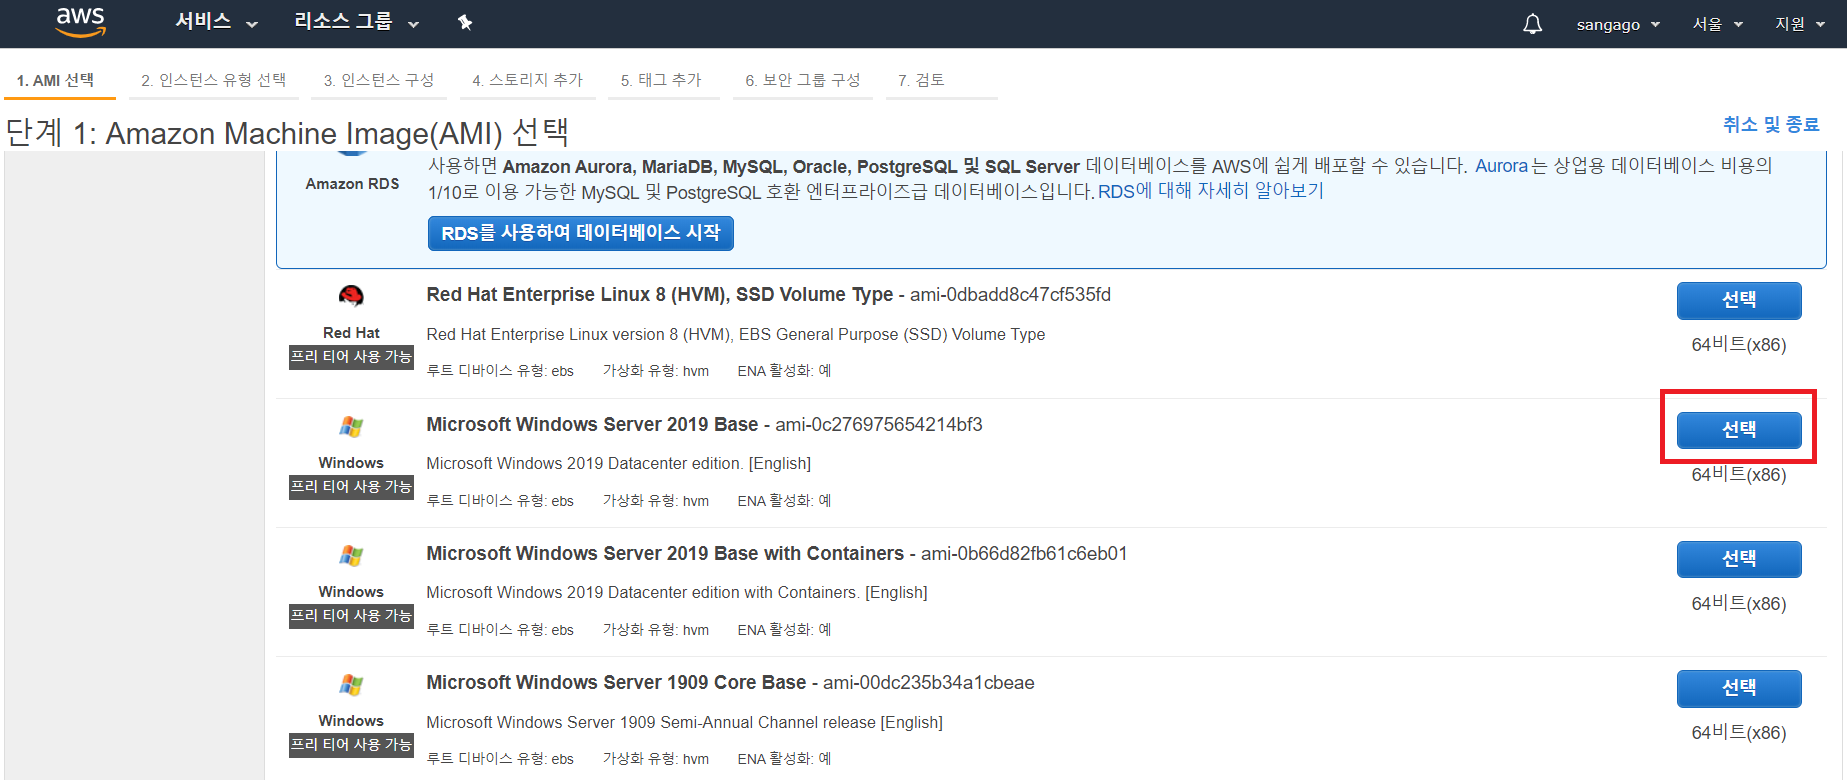 aws 서비스 리소스 그룹 sangago 서울 지원
1. AMI 선택 2. 인스턴스 유형 선택 3. 인스턴스 구성 4. 스토리지 추가 5. 태그 추가 6. 보안 그룹 구성 7. 검토
단계 1: Amazon Machine Image(AMI) 선택
취소 및 종료
Amazon RDS
사용하면 Amazon Aurora, MariaDB, MySQL, Oracle, PostgreSQL 및 SQL Server 데이터베이스를 AWS에 쉽게 배포할 수 있습니다. Aurora는 상업용 데이터베이스 비용의
1/10로 이용 가능한 MySQL 및 PostgreSQL 호환 엔터프라이즈급 데이터베이스입니다. RDS에 대해 자세히 알아보기
RDS를 사용하여 데이터베이스 시작
Red Hat
프리 티어 사용 가능
Red Hat Enterprise Linux 8 (HVM), SSD Volume Type - ami-0dbadd8c47cf535fd
Red Hat Enterprise Linux version 8 (HVM), EBS General Purpose (SSD) Volume Type
루트 디바이스 유형: ebs 가상화 유형: hvm ENA 활성화: 예
선택
64비트(x86)
Windows
프리 티어 사용 가능
Microsoft Windows Server 2019 Base - ami-0c276975654214bf3
Microsoft Windows 2019 Datacenter edition. [English]
루트 디바이스 유형: ebs 가상화 유형: hvm ENA 활성화: 예
선택
64비트(x86)
Windows
프리 티어 사용 가능
Microsoft Windows Server 2019 Base with Containers - ami-0b66d82fb61c6eb01
Microsoft Windows 2019 Datacenter edition with Containers. [English]
루트 디바이스 유형: ebs 가상화 유형: hvm ENA 활성화: 예
선택
64비트(x86)
Windows
프리 티어 사용 가능
Microsoft Windows Server 1909 Core Base - ami-00dc235b34a1cbeae
Microsoft Windows Server 1909 Semi-Annual Channel release [English]
루트 디바이스 유형: ebs 가상화 유형: hvm ENA 활성화: 예
선택
64비트(x86)